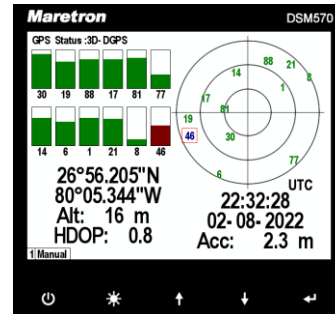 Maretron DSM570
GPS Status :3D- DGPS
30 19 88 17 81 77
14 6 1 21 8 46
88 21
14 8
17 1
81
19
46 30
77
6
26°56.205"N
80°05.344"W
Alt: 16 m
HDOP: 0.8
UTC
22:32:28
02- 08- 2022
Acc: 2.3 m
1 Manual